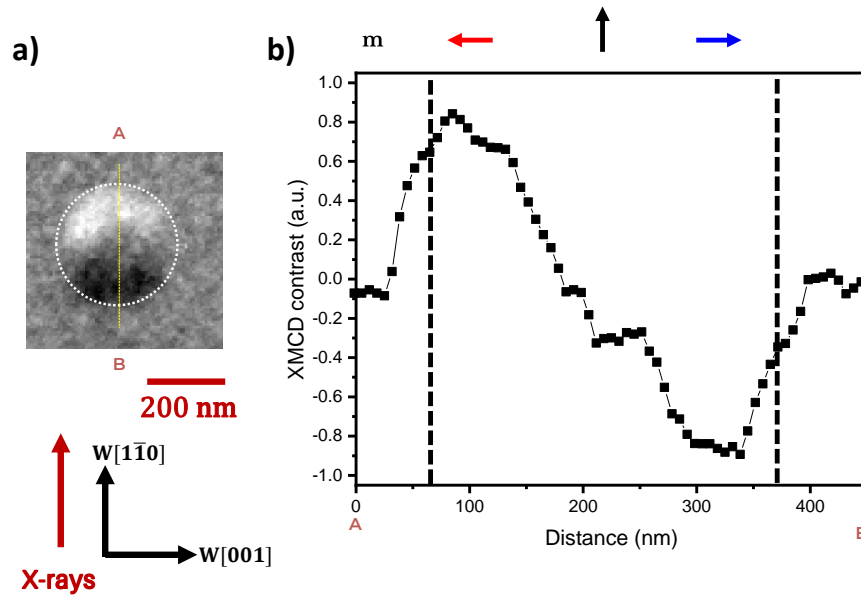 a)
A
B
200 nm
W[11̅0]
W[001]
X-rays
b)
m
XMCD contrast (a.u.)
1.0
0.8
0.6
0.4
0.2
0.0
-0.2
-0.4
-0.6
-0.8
-1.0
0
100
200
300
400
A
B
Distance (nm)